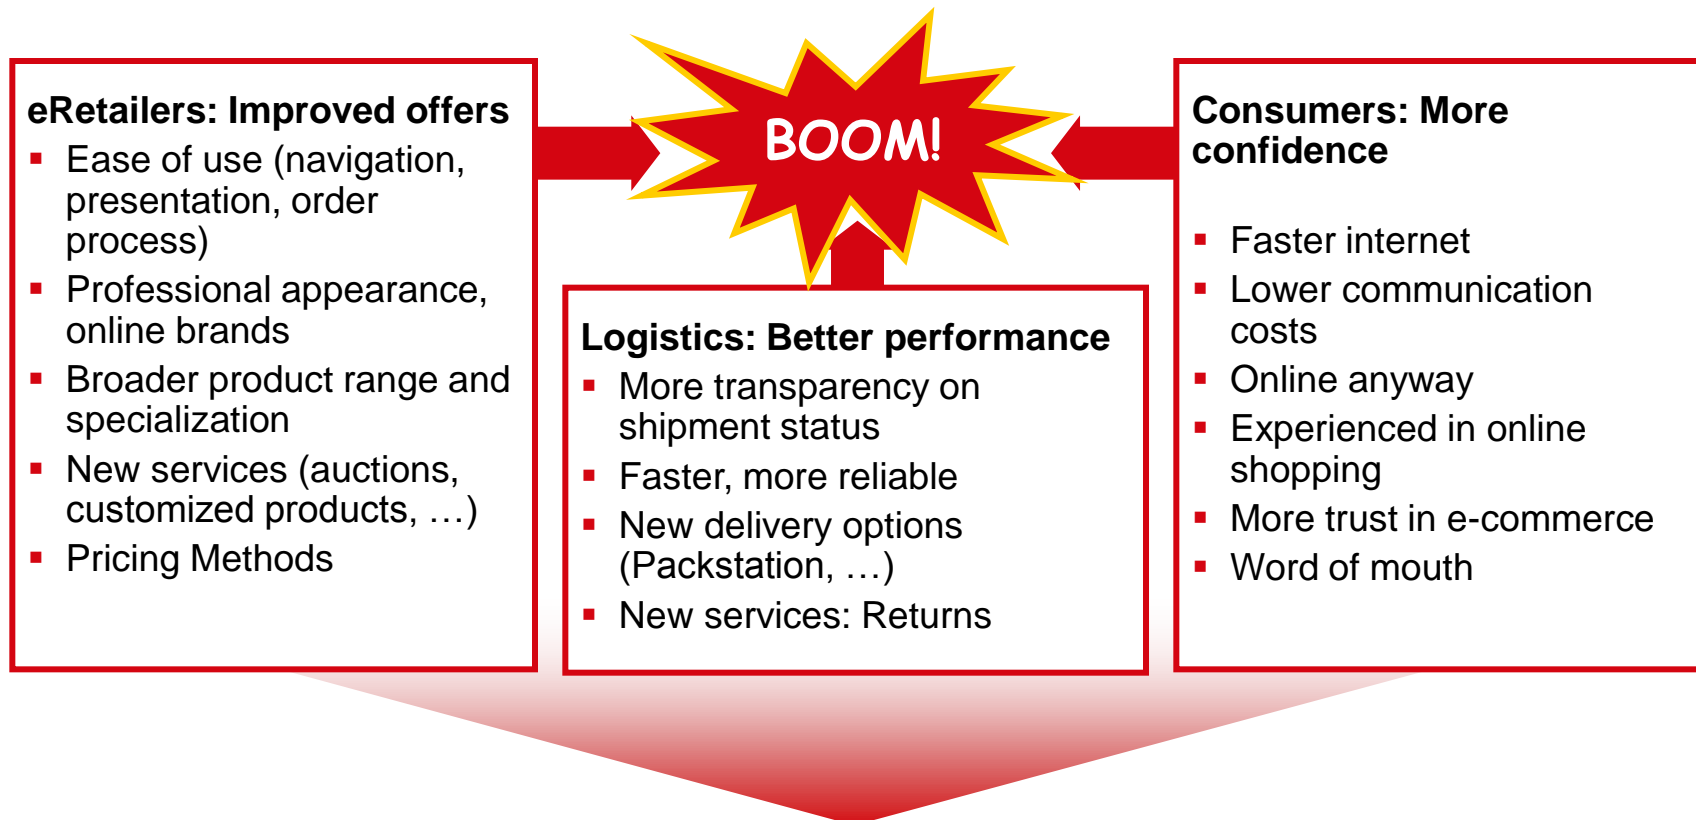 eRetailers: Improved offers
Ease of use (navigation,
presentation, order
process)
Professional appearance,
online brands
Broader product range and
specialization
New services (auctions,
customized products, …)
Pricing Methods
BOOM!
Logistics: Better performance
More transparency on
shipment status
Faster, more reliable
New delivery options
(Packstation, …)
New services: Returns
Consumers: More
confidence
Faster internet
Lower communication
costs
Online anyway
Experienced in online
shopping
More trust in e-commerce
Word of mouth